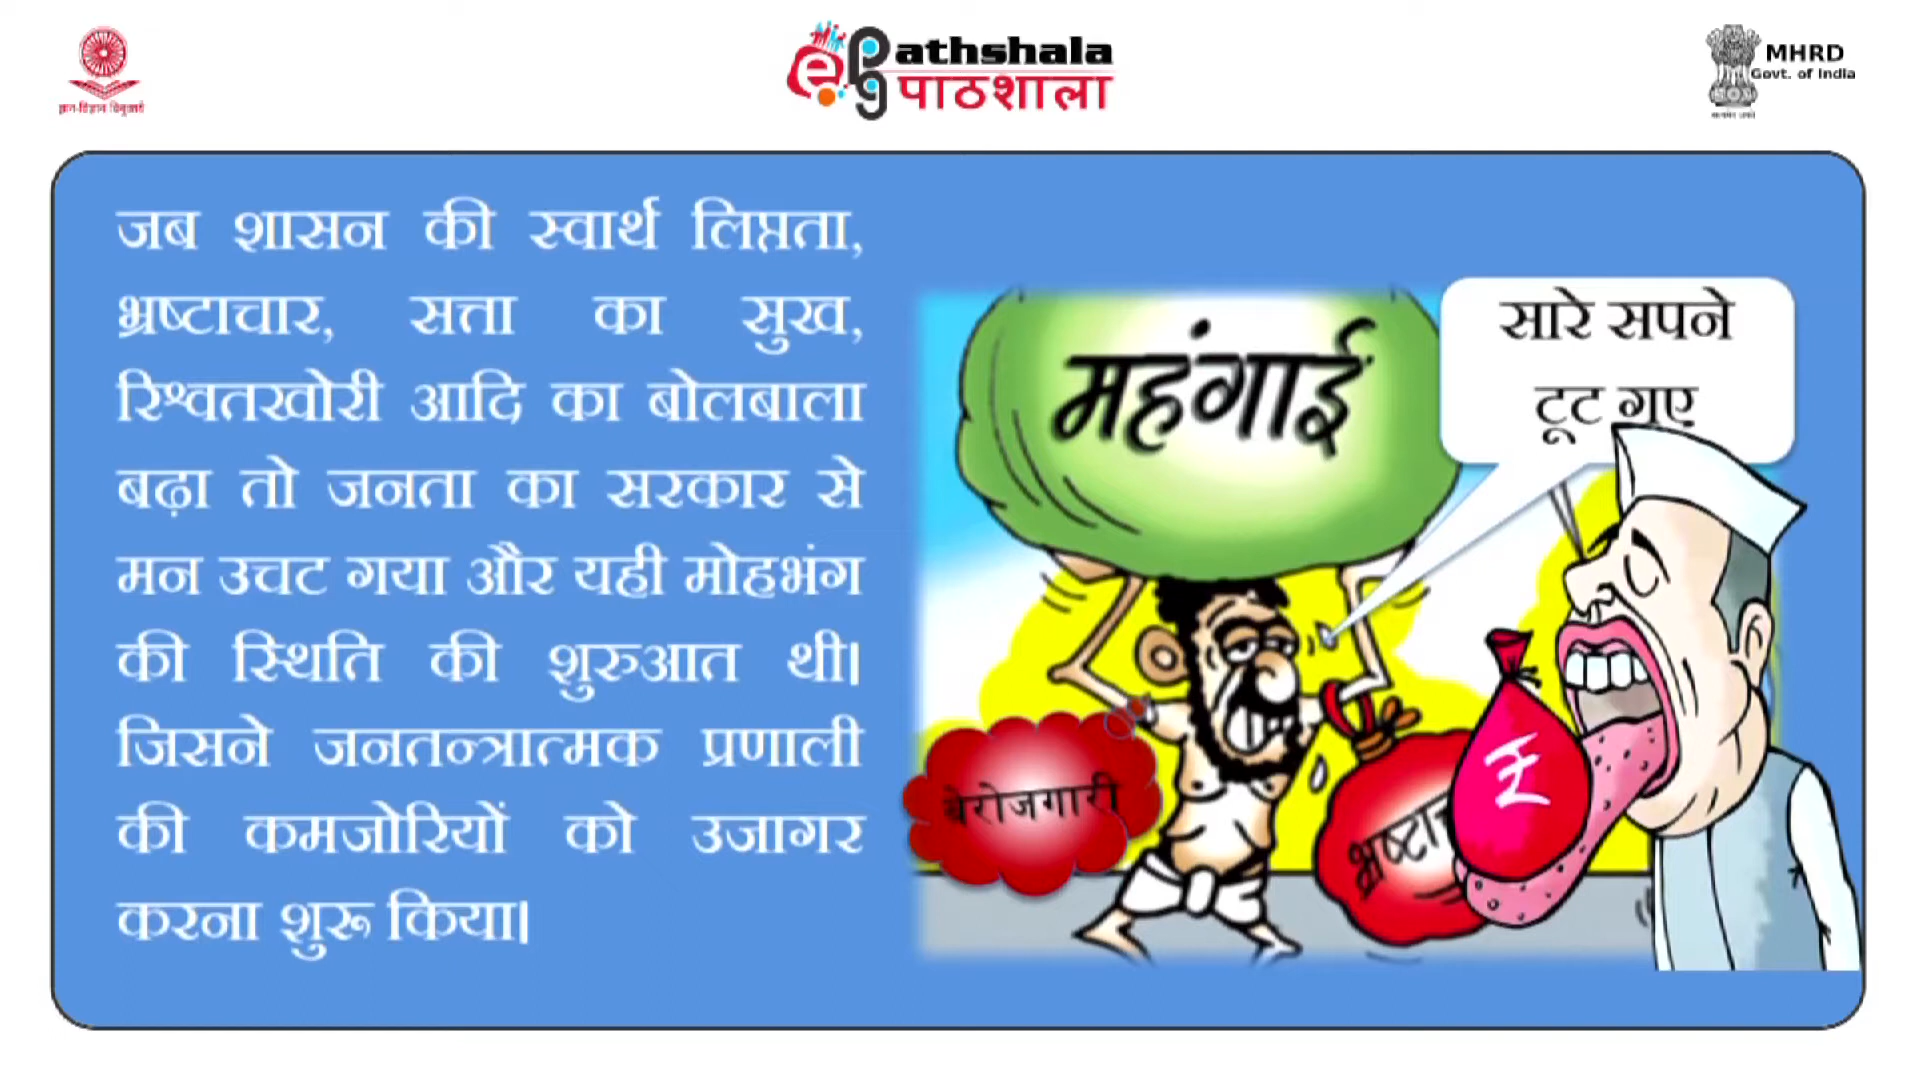 athshala
पाठशाला
MHRD
Govt. of India
जब शासन की स्वार्थ लिप्तता,
भ्रष्टाचार, सत्ता का सुख,
रिश्वतखोरी आदि का बोलबाला
बढ़ा तो जनता का सरकार से
मन उचट गया और यही मोहभंग
की स्थिति की शुरुआत थी।
जिसने जनतन्त्रात्मक प्रणाली
की कमजोरियों को उजागर
करना शुरू किया।
महंगाई
सारे सपने
टूट गए
बेरोजगारी
भ्रष्टाच
₹